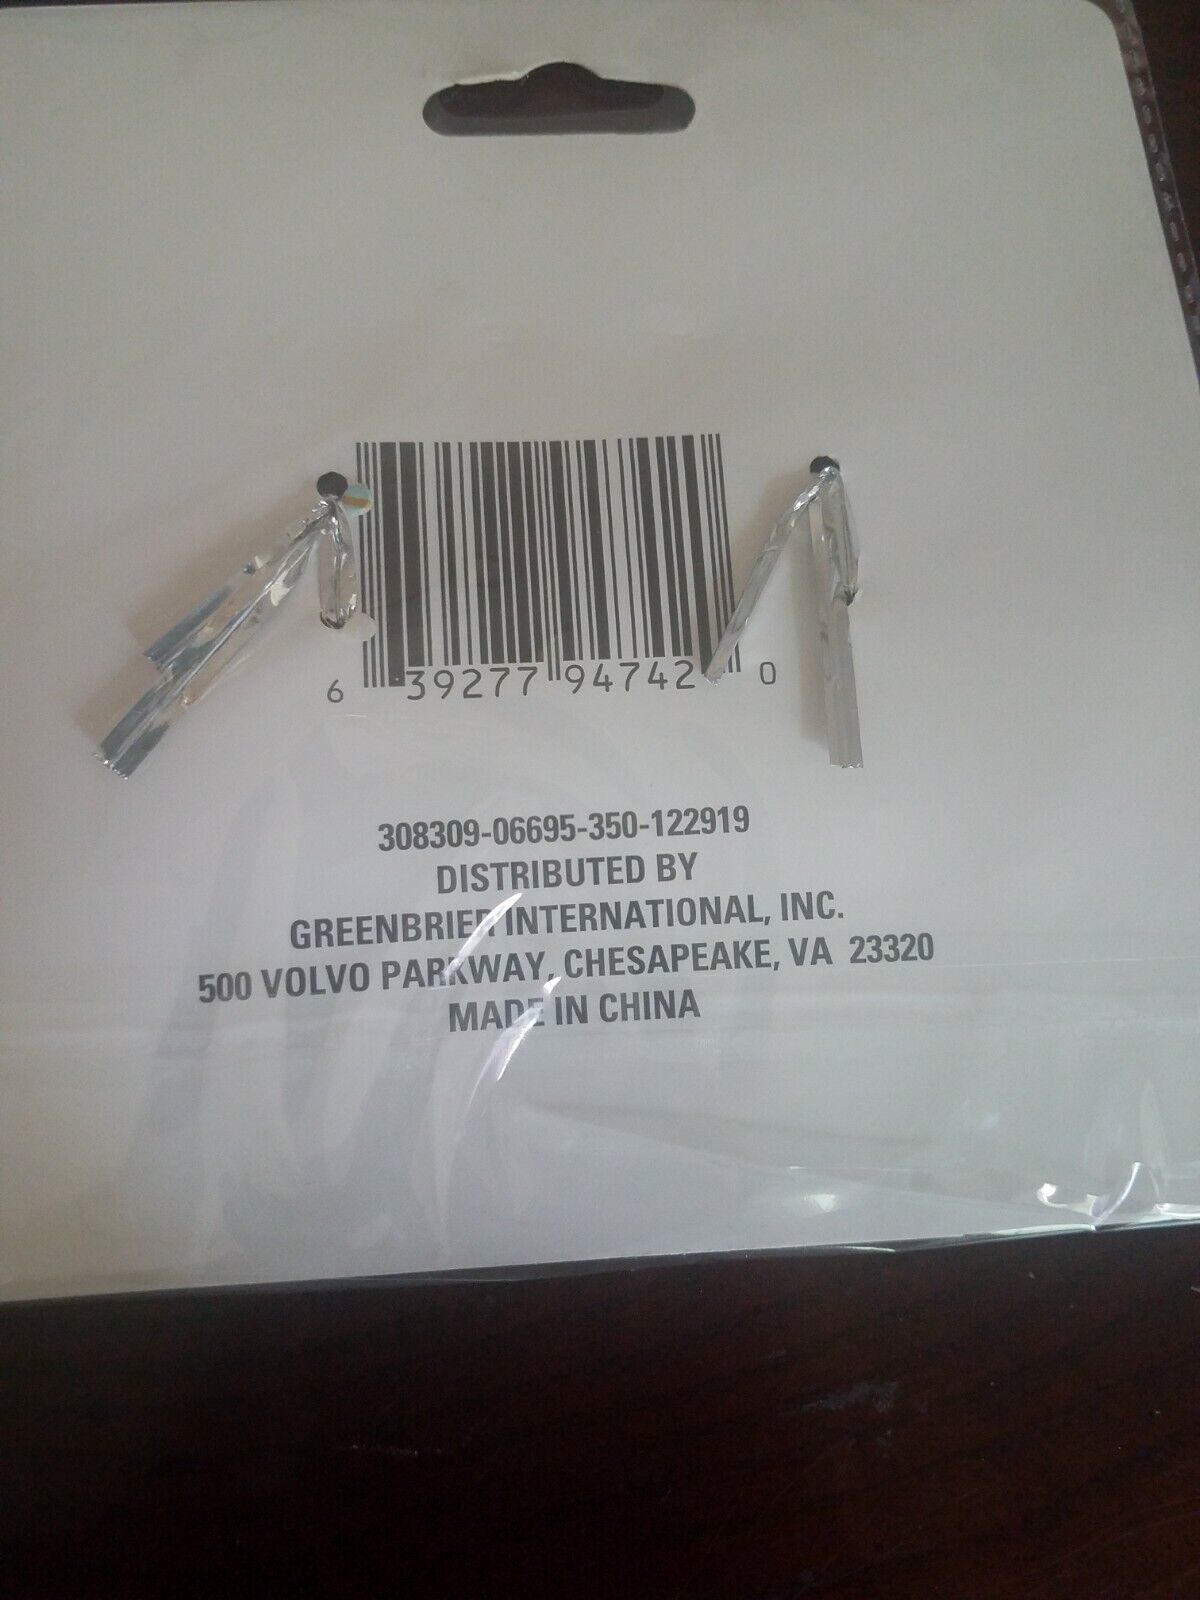 6 39277 94742 0
308309-06695-350-122919
DISTRIBUTED BY
GREENBRIER INTERNATIONAL, INC.
500 VOLVO PARKWAY, CHESAPEAKE, VA 23320
MADE IN CHINA